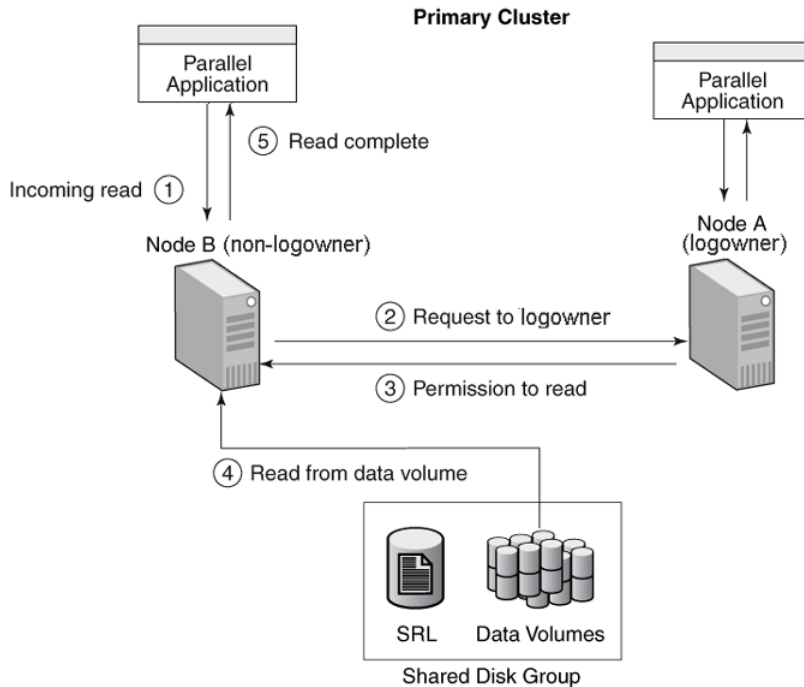 Primary Cluster
Parallel
Application
Parallel
Application
5 Read complete
Incoming read 1
Node B (non-logowner)
Node A
(logowner)
2 Request to logowner
3 Permission to read
4 Read from data volume
SRL
Data Volumes
Shared Disk Group